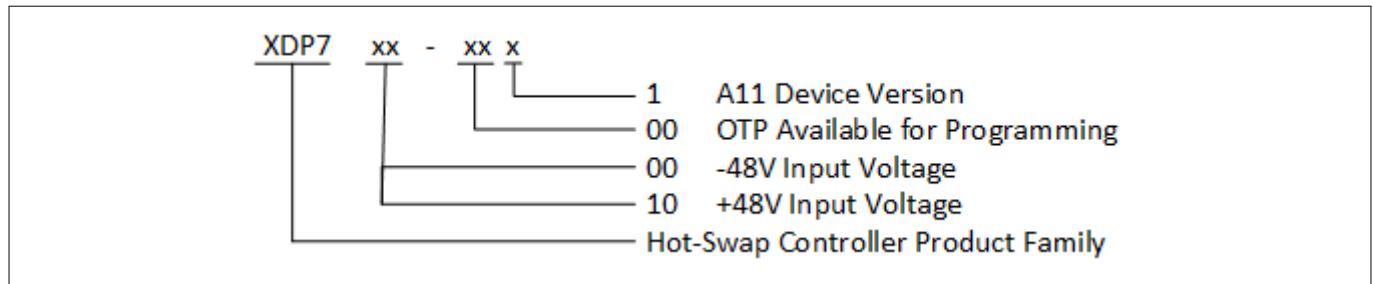 XDP7 xx - xx x
1 A11 Device Version
00 OTP Available for Programming
00 -48V Input Voltage
10 +48V Input Voltage
Hot-Swap Controller Product Family